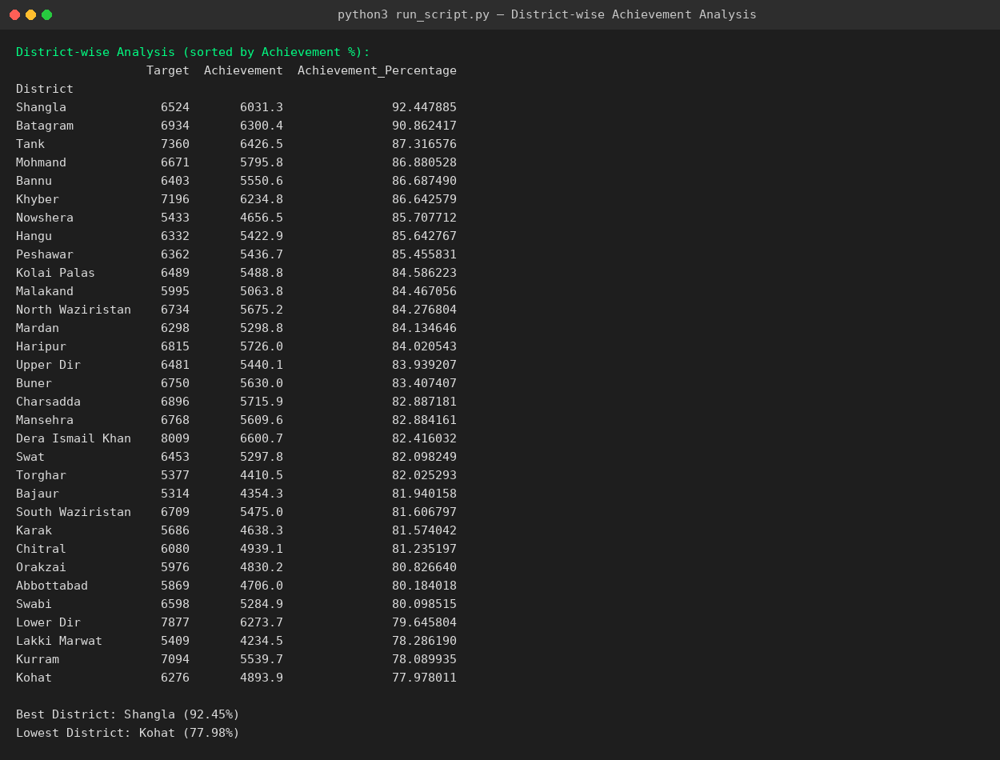 python3 run_script.py — District-wise Achievement Analysis
District-wise Analysis (sorted by Achievement %):
                  Target  Achievement  Achievement_Percentage
District
Shangla             6524       6031.3               92.447885
Batagram            6934       6300.4               90.862417
Tank                7360       6426.5               87.316576
Mohmand             6671       5795.8               86.880528
Bannu               6403       5550.6               86.687490
Khyber              7196       6234.8               86.642579
Nowshera            5433       4656.5               85.707712
Hangu               6332       5422.9               85.642767
Peshawar            6362       5436.7               85.455831
Kolai Palas         6489       5488.8               84.586223
Malakand            5995       5063.8               84.467056
North Waziristan    6734       5675.2               84.276804
Mardan              6298       5298.8               84.134646
Haripur             6815       5726.0               84.020543
Upper Dir           6481       5440.1               83.939207
Buner               6750       5630.0               83.407407
Charsadda           6896       5715.9               82.887181
Mansehra            6768       5609.6               82.884161
Dera Ismail Khan    8009       6600.7               82.416032
Swat                6453       5297.8               82.098249
Torghar             5377       4410.5               82.025293
Bajaur              5314       4354.3               81.940158
South Waziristan    6709       5475.0               81.606797
Karak               5686       4638.3               81.574042
Chitral             6080       4939.1               81.235197
Orakzai             5976       4830.2               80.826640
Abbottabad          5869       4706.0               80.184018
Swabi               6598       5284.9               80.098515
Lower Dir           7877       6273.7               79.645804
Lakki Marwat        5409       4234.5               78.286190
Kurram              7094       5539.7               78.089935
Kohat               6276       4893.9               77.978011
Best District: Shangla (92.45%)
Lowest District: Kohat (77.98%)